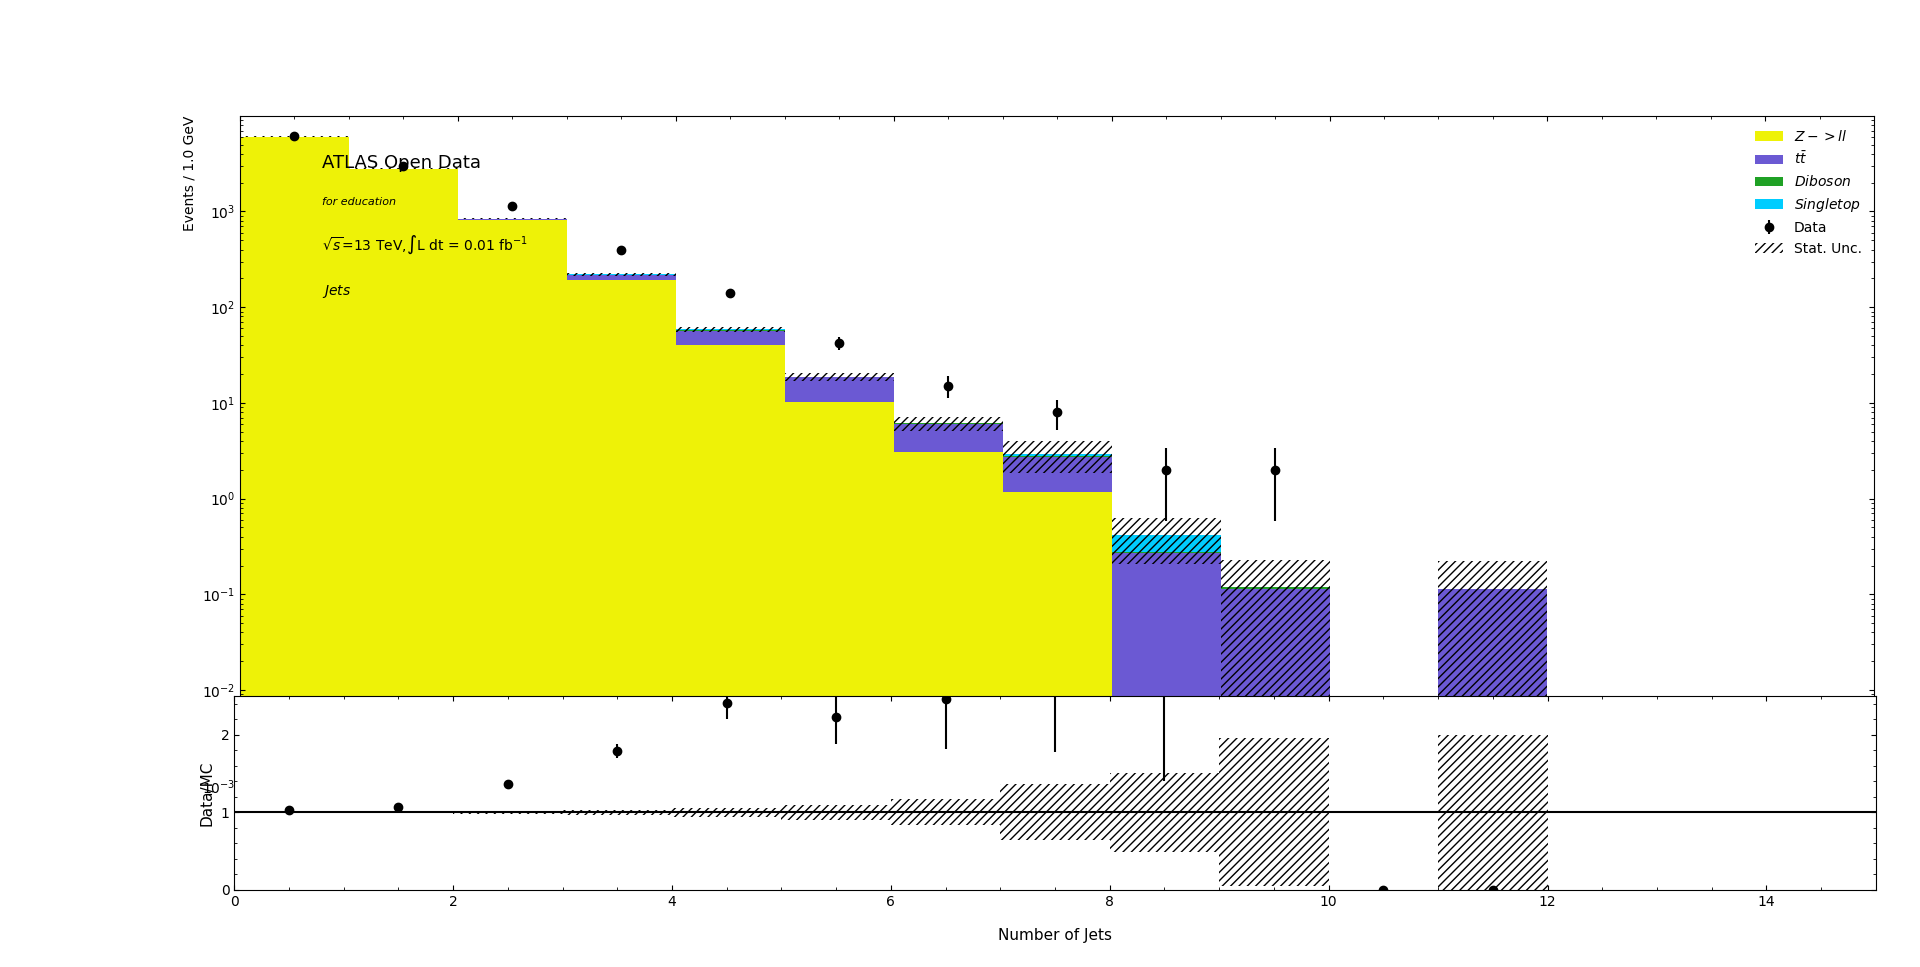 Events / 1.0 GeV
10³
10²
10¹
10⁰
10⁻¹
10⁻²
ATLAS Open Data
for education
√s=13 TeV,∫L dt = 0.01 fb⁻¹
Jets
Z − > ll
tt̄
Diboson
Singletop
Data
Stat. Unc.
Data/MC
2
1
0
0⁻³
0 2 4 6 8 10 12 14
Number of Jets